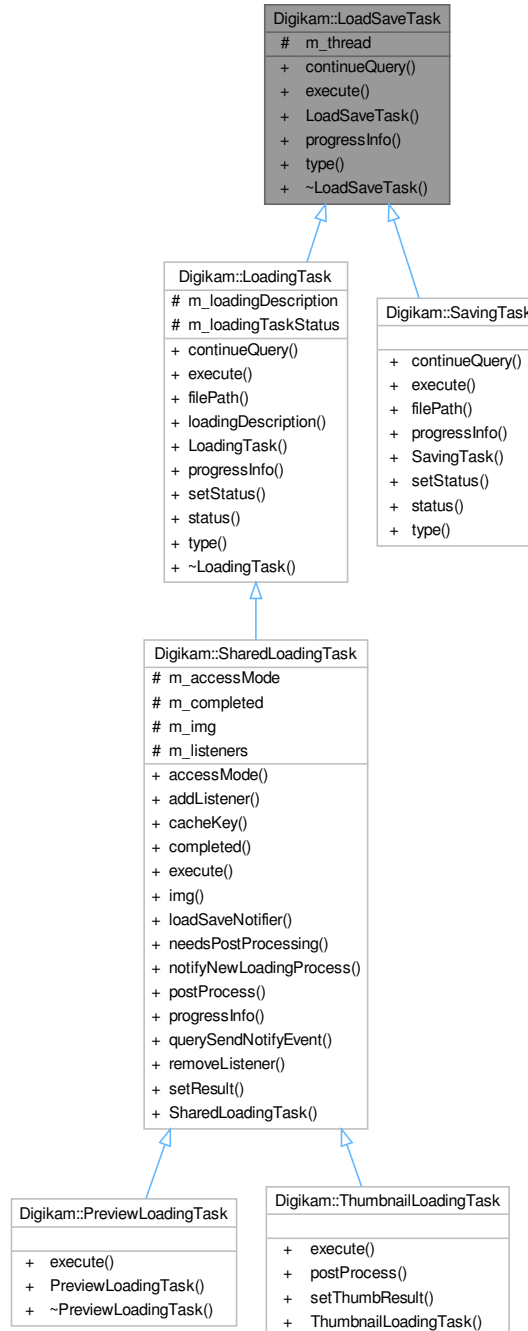 Digikam::LoadSaveTask
# m_thread
+ continueQuery()
+ execute()
+ LoadSaveTask()
+ progressInfo()
+ type()
+ ~LoadSaveTask()
Digikam::LoadingTask
# m_loadingDescription
# m_loadingTaskStatus
+ continueQuery()
+ execute()
+ filePath()
+ loadingDescription()
+ LoadingTask()
+ progressInfo()
+ setStatus()
+ status()
+ type()
+ ~LoadingTask()
Digikam::SavingTask
+ continueQuery()
+ execute()
+ filePath()
+ progressInfo()
+ SavingTask()
+ setStatus()
+ status()
+ type()
Digikam::SharedLoadingTask
# m_accessMode
# m_completed
# m_img
# m_listeners
+ accessMode()
+ addListener()
+ cacheKey()
+ completed()
+ execute()
+ img()
+ loadSaveNotifier()
+ needsPostProcessing()
+ notifyNewLoadingProcess()
+ postProcess()
+ progressInfo()
+ querySendNotifyEvent()
+ removeListener()
+ setResult()
+ SharedLoadingTask()
Digikam::PreviewLoadingTask
+ execute()
+ PreviewLoadingTask()
+ ~PreviewLoadingTask()
Digikam::ThumbnailLoadingTask
+ execute()
+ postProcess()
+ setThumbResult()
+ ThumbnailLoadingTask()